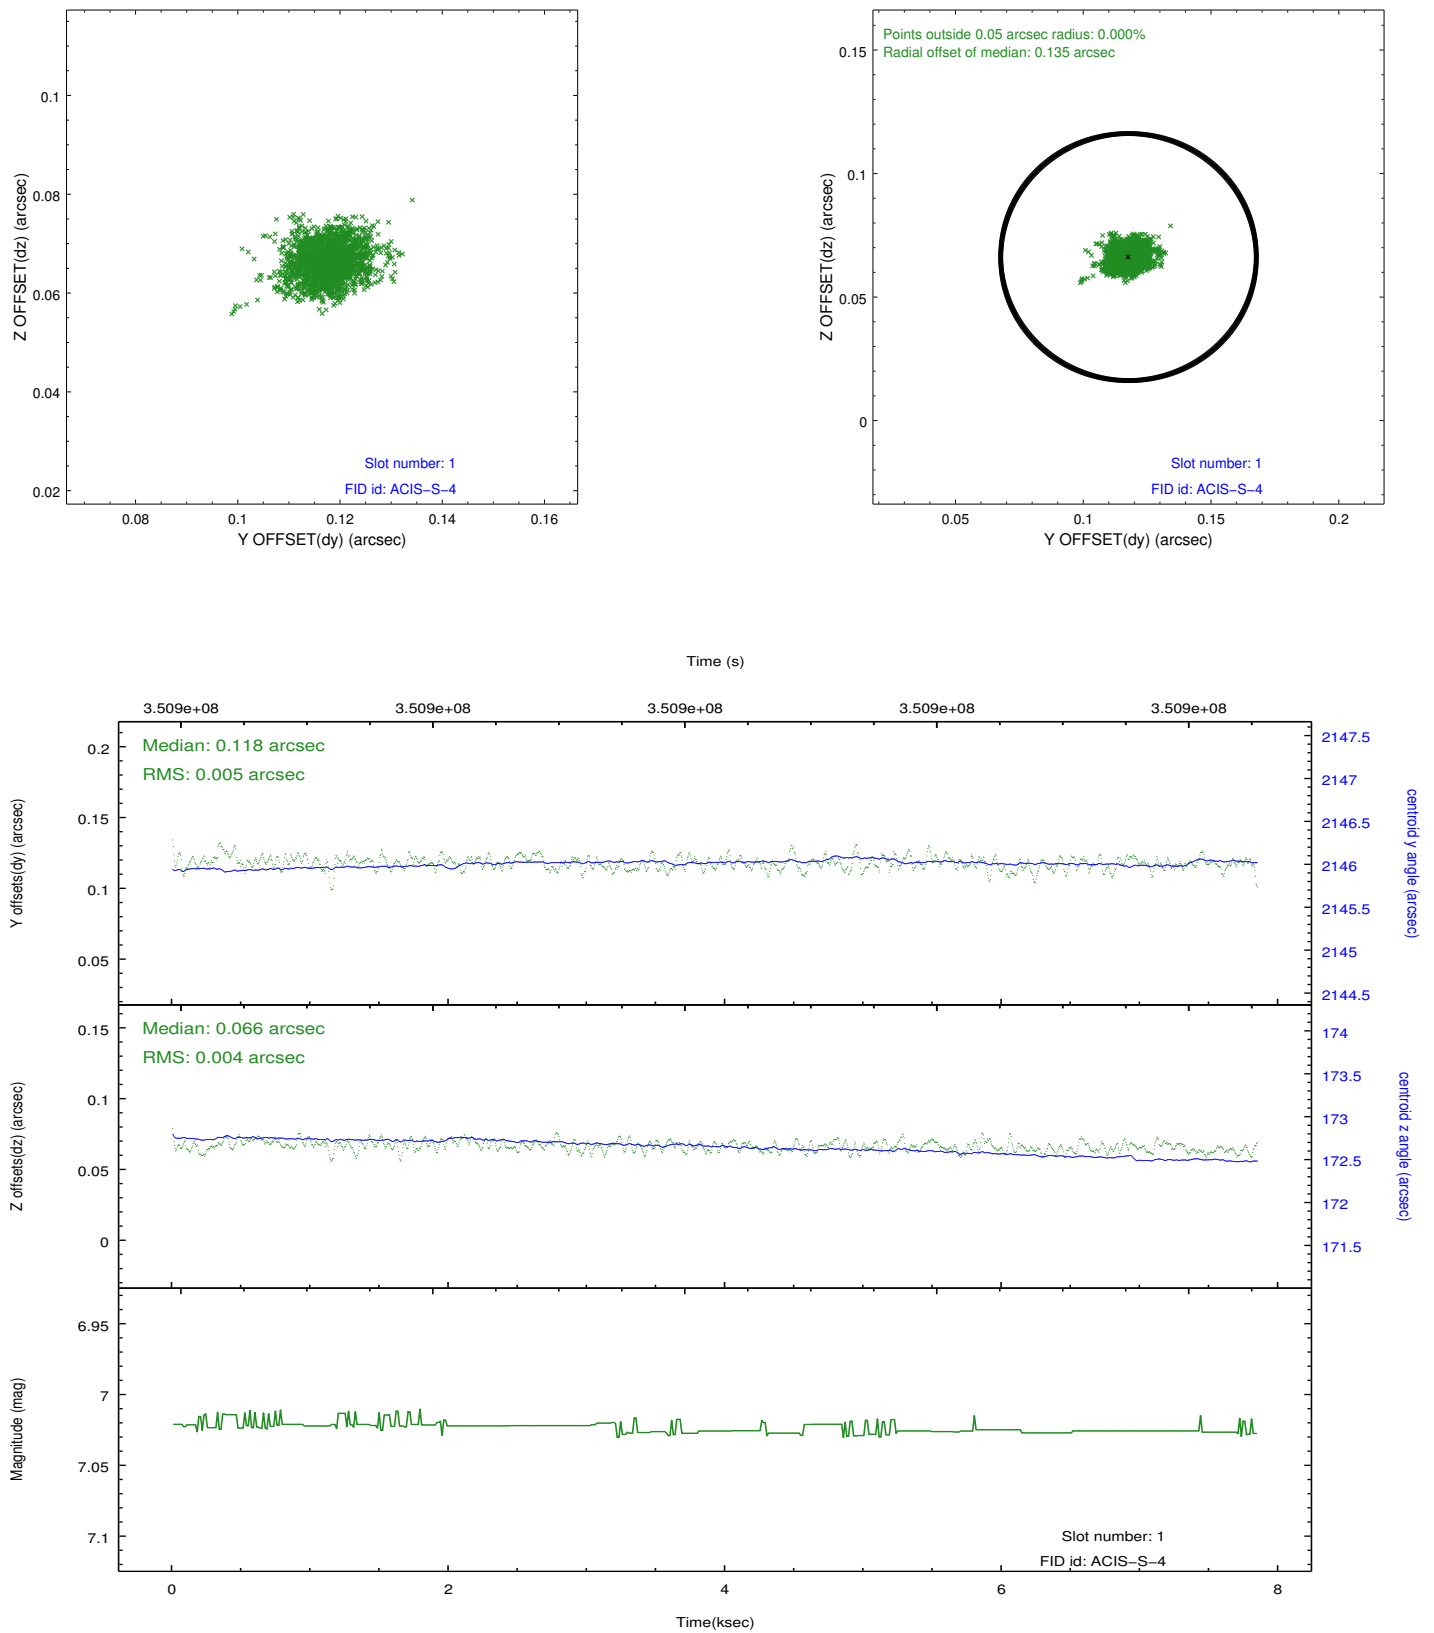 0.1
0.08
0.06
0.04
0.02
Z OFFSET(dz) (arcsec)
Slot number: 1
FID id: ACIS−S−4
0.08
0.1
0.12
0.14
0.16
Y OFFSET(dy) (arcsec)
Points outside 0.05 arcsec radius: 0.000%
Radial offset of median: 0.135 arcsec
0.15
0.1
0.05
0
Z OFFSET(dz) (arcsec)
Slot number: 1
FID id: ACIS−S−4
0.05
0.1
0.15
0.2
Y OFFSET(dy) (arcsec)
Time (s)
3.509e+08
3.509e+08
3.509e+08
3.509e+08
3.509e+08
Median: 0.118 arcsec
RMS: 0.005 arcsec
0.2
0.15
0.1
0.05
Y offsets(dy) (arcsec)
2147.5
2147
2146.5
2146
2145.5
2145
2144.5
centroid y angle (arcsec)
Median: 0.066 arcsec
RMS: 0.004 arcsec
0.15
0.1
0.05
0
Z offsets(dz) (arcsec)
174
173.5
173
172.5
172
171.5
centroid z angle (arcsec)
6.95
7
7.05
7.1
Magnitude (mag)
Slot number: 1
FID id: ACIS−S−4
0
2
4
6
8
Time(ksec)